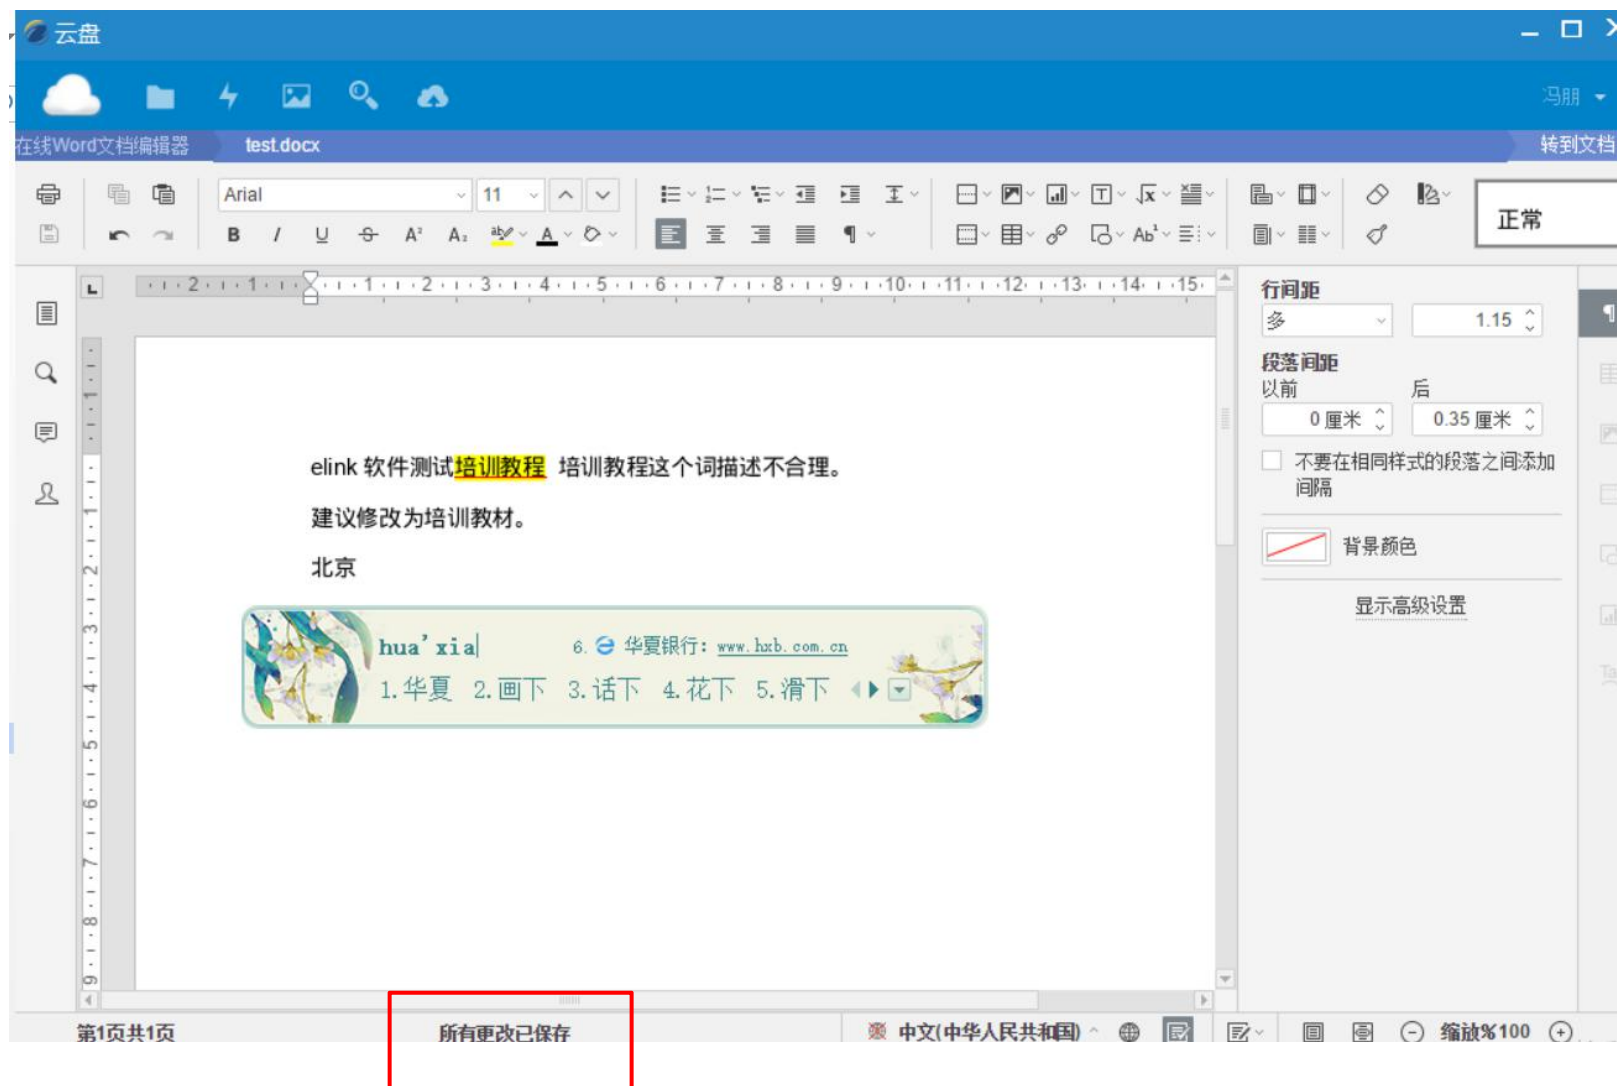 云盘
冯朋
在线Word文档编辑器 test.docx 转到文档
Arial 11
正常
行间距
多 1.15
段落间距
以前 后
0 厘米 0.35 厘米
不要在相同样式的段落之间添加
间隔
背景颜色
显示高级设置
elink 软件测试培训教程 培训教程这个词描述不合理。
建议修改为培训教材。
北京
hua'xia 6. 华夏银行: www.hxb.com.cn
1.华夏 2.画下 3.话下 4.花下 5.滑下
第1页共1页 所有更改已保存 中文(中华人民共和国) 缩放%100